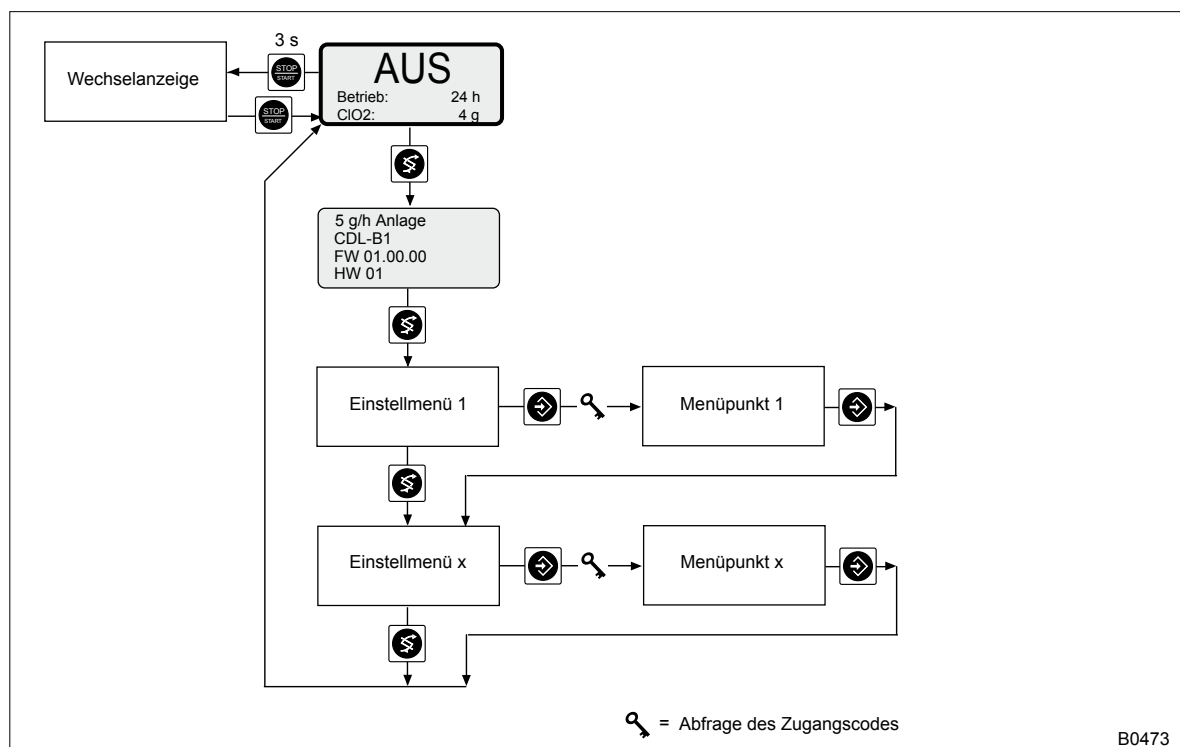 3 s
STOP
START
Wechselanzeige
AUS
Betrieb: 24 h
ClO2: 4 g
STOP
START
5 g/h Anlage
CDL-B1
FW 01.00.00
HW 01
Einstellmenü 1
Menüpunkt 1
Einstellmenü x
Menüpunkt x
= Abfrage des Zugangscodes
B0473